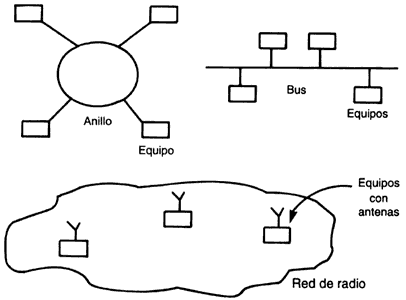 Anillo
Equipo
Bus
Equipos
Equipos
con
antenas
Red de radio